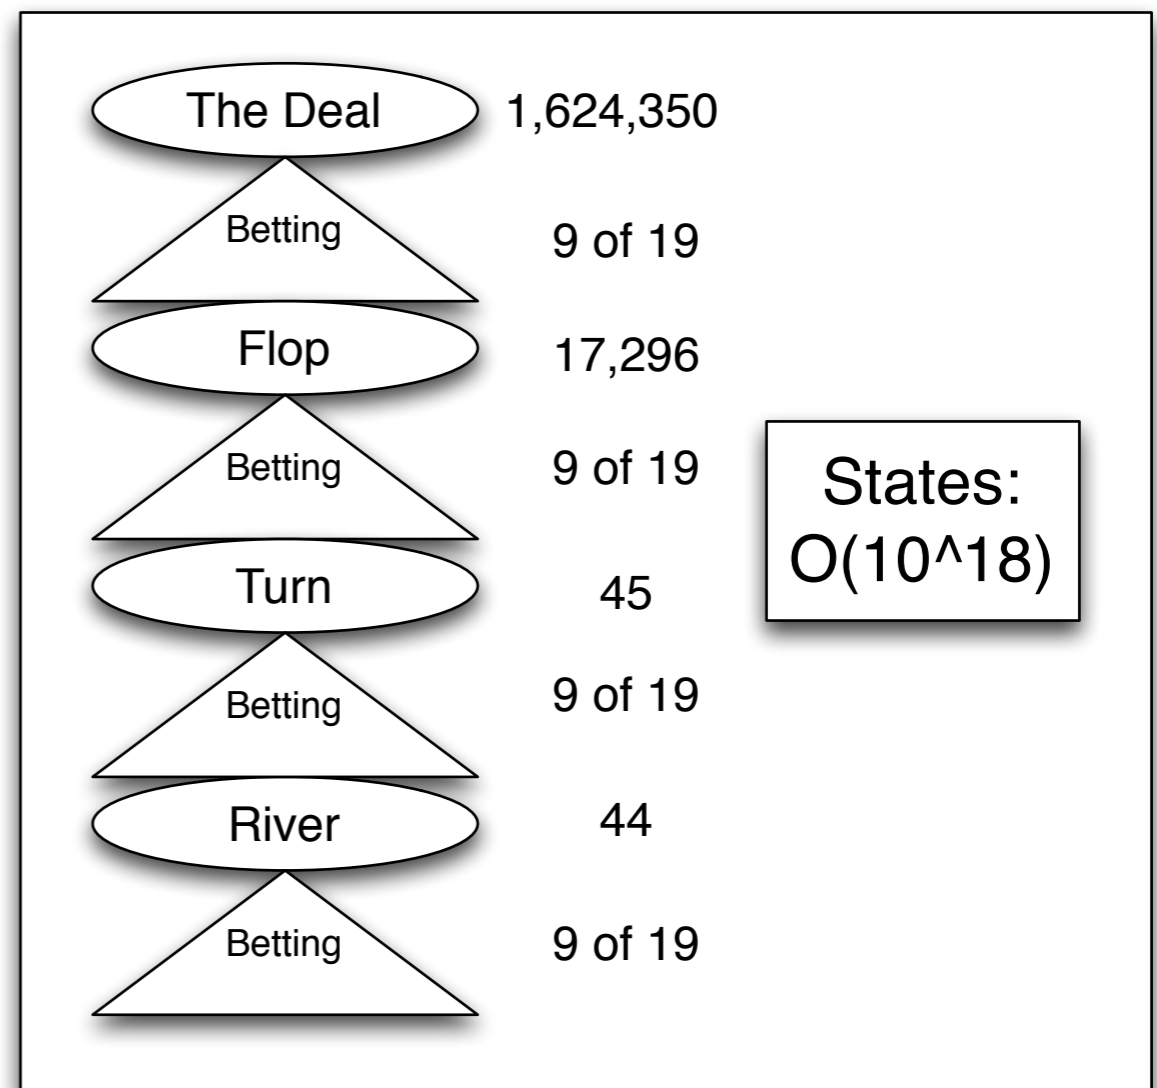 The Deal 1,624,350
Betting 9 of 19
Flop 17,296
Betting 9 of 19
States:
O(10^18)
Turn 45
Betting 9 of 19
River 44
Betting 9 of 19